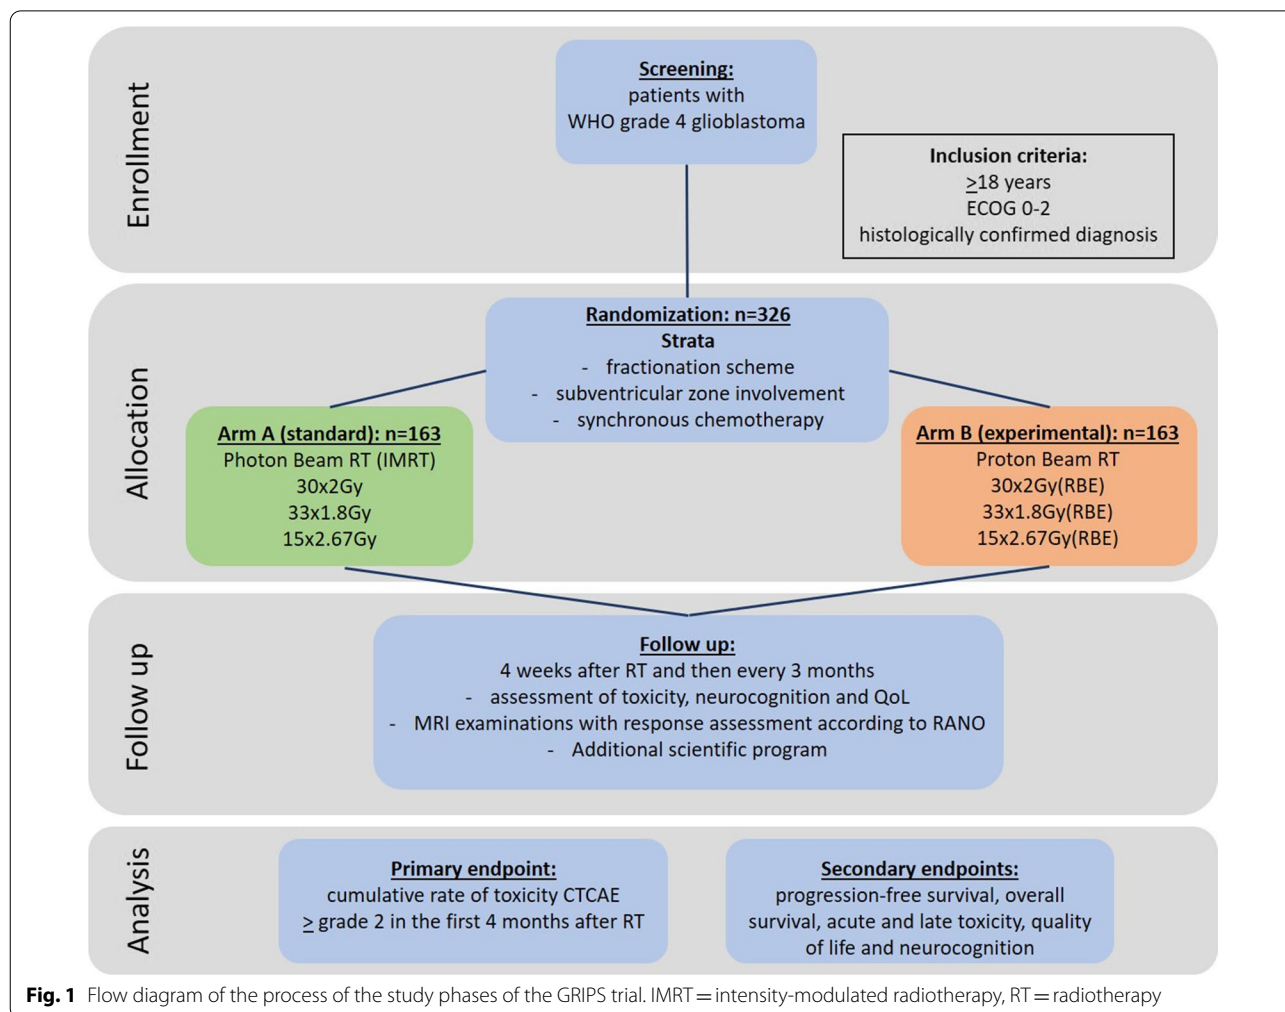 Enrollment
Screening:
patients with
WHO grade 4 glioblastoma
Inclusion criteria:
≥18 years
ECOG 0-2
histologically confirmed diagnosis
Allocation
Randomization: n=326
Strata
- fractionation scheme
- subventricular zone involvement
- synchronous chemotherapy
Arm A (standard): n=163
Photon Beam RT (IMRT)
30x2Gy
33x1.8Gy
15x2.67Gy
Arm B (experimental): n=163
Proton Beam RT
30x2Gy(RBE)
33x1.8Gy(RBE)
15x2.67Gy(RBE)
Follow up
Follow up:
4 weeks after RT and then every 3 months
- assessment of toxicity, neurocognition and QoL
- MRI examinations with response assessment according to RANO
- Additional scientific program
Analysis
Primary endpoint:
cumulative rate of toxicity CTCAE
≥ grade 2 in the first 4 months after RT
Secondary endpoints:
progression-free survival, overall
survival, acute and late toxicity, quality
of life and neurocognition
Fig. 1 Flow diagram of the process of the study phases of the GRIPS trial. IMRT = intensity-modulated radiotherapy, RT = radiotherapy